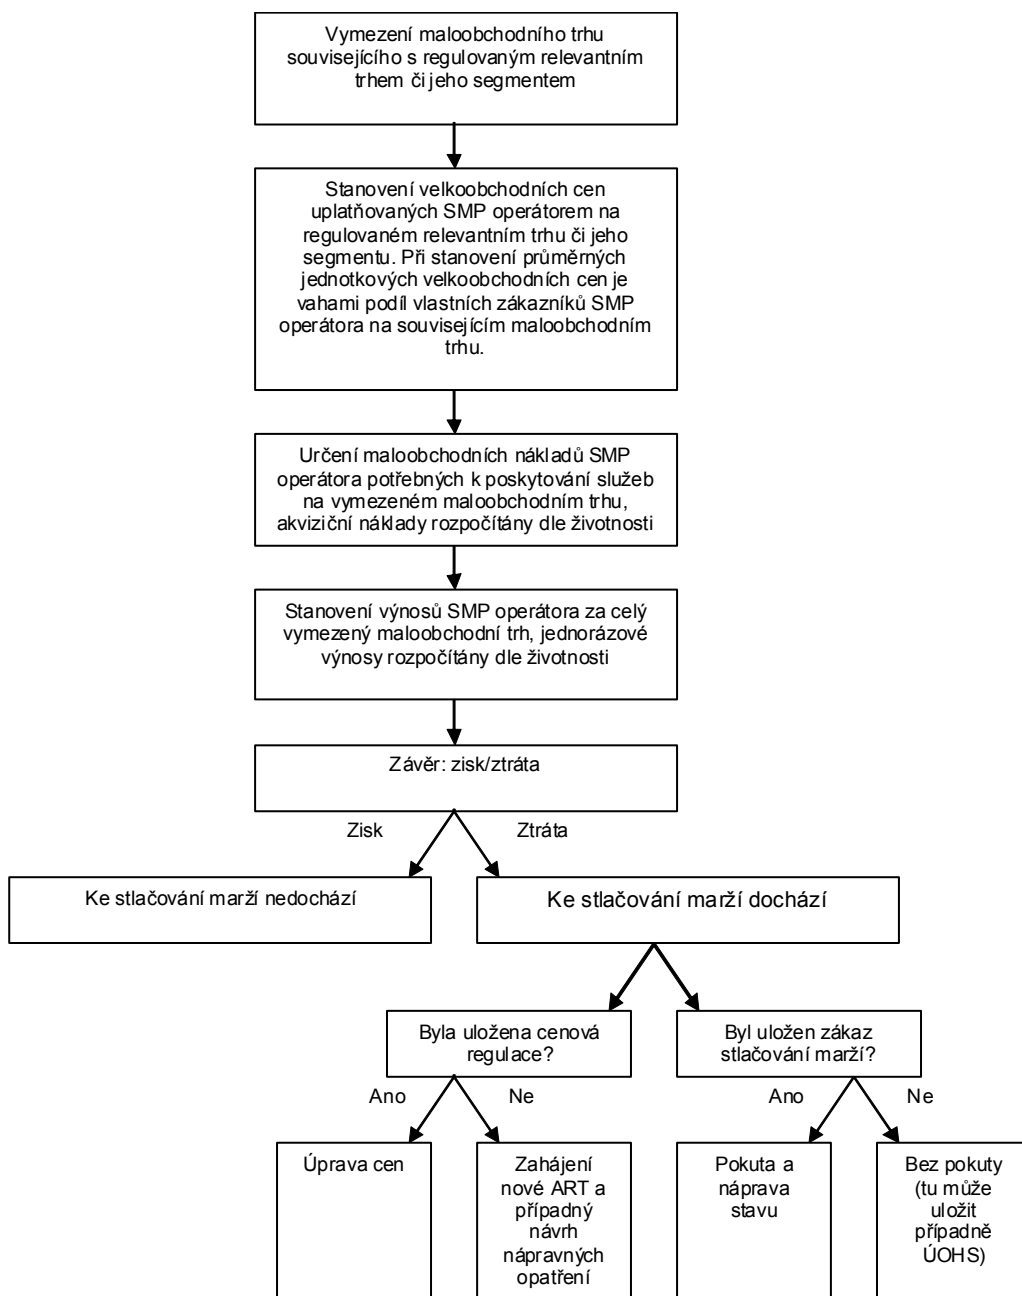 Vymezení maloobchodního trhu
souvisejícího s regulovaným relevantním
trhem či jeho segmentem
Stanovení velkoobchodních cen
uplatňovaných SMP operátorem na
regulovaném relevantním trhu či jeho
segmentu. Při stanovení průměrných
jednotkových velkoobchodních cen je
vahami podíl vlastních zákazníků SMP
operátora na souvisejícím maloobchodním
trhu.
Určení maloobchodních nákladů SMP
operátora potřebných k poskytování služeb
na vymezeném maloobchodním trhu,
akviziční náklady rozpočítány dle životnosti
Stanovení výnosů SMP operátora za celý
vymezený maloobchodní trh, jednorázové
výnosy rozpočítány dle životnosti
Závěr: zisk/ztráta
Zisk
Ztráta
Ke stlačování marží nedochází
Ke stlačování marží dochází
Byla uložena cenová
regulace?
Byl uložen zákaz
stlačování marží?
Ano
Ne
Ano
Ne
Úprava cen
Zahájení
nové ART a
případný
návrh
nápravných
opatření
Pokuta a
náprava
stavu
Bez pokuty
(tu může
uložit
případně
ÚOHS)